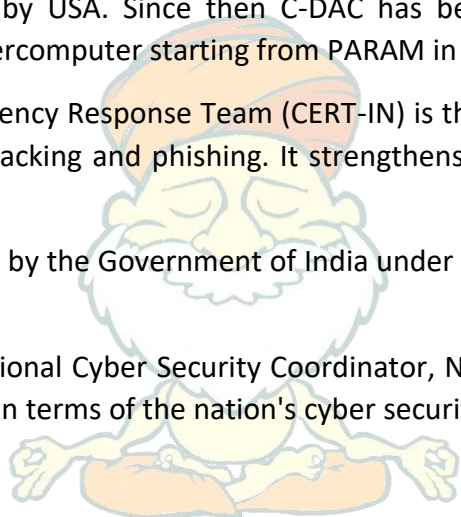 by USA. Since then C-DAC has be
ercomputer starting from PARAM in
ency Response Team (CERT-IN) is th
acking and phishing. It strengthens
by the Government of India under
ional Cyber Security Coordinator, N
n terms of the nation's cyber securi